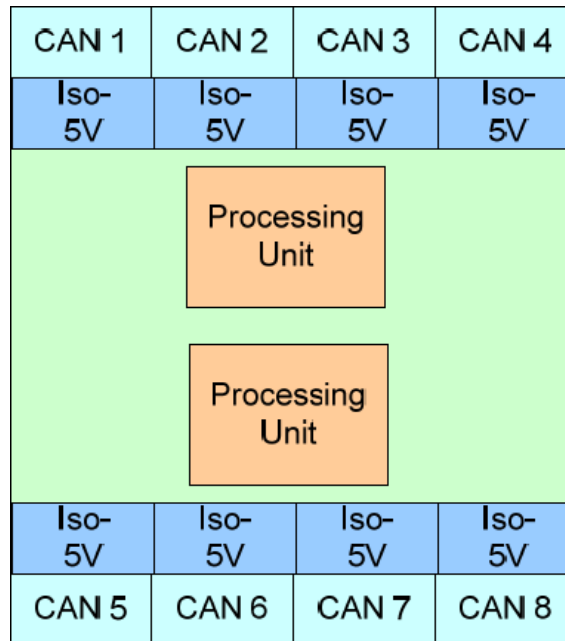 CAN 1 CAN 2 CAN 3 CAN 4
Iso- Iso- Iso- Iso-
5V 5V 5V 5V
Processing
Unit
Processing
Unit
Iso- Iso- Iso- Iso-
5V 5V 5V 5V
CAN 5 CAN 6 CAN 7 CAN 8